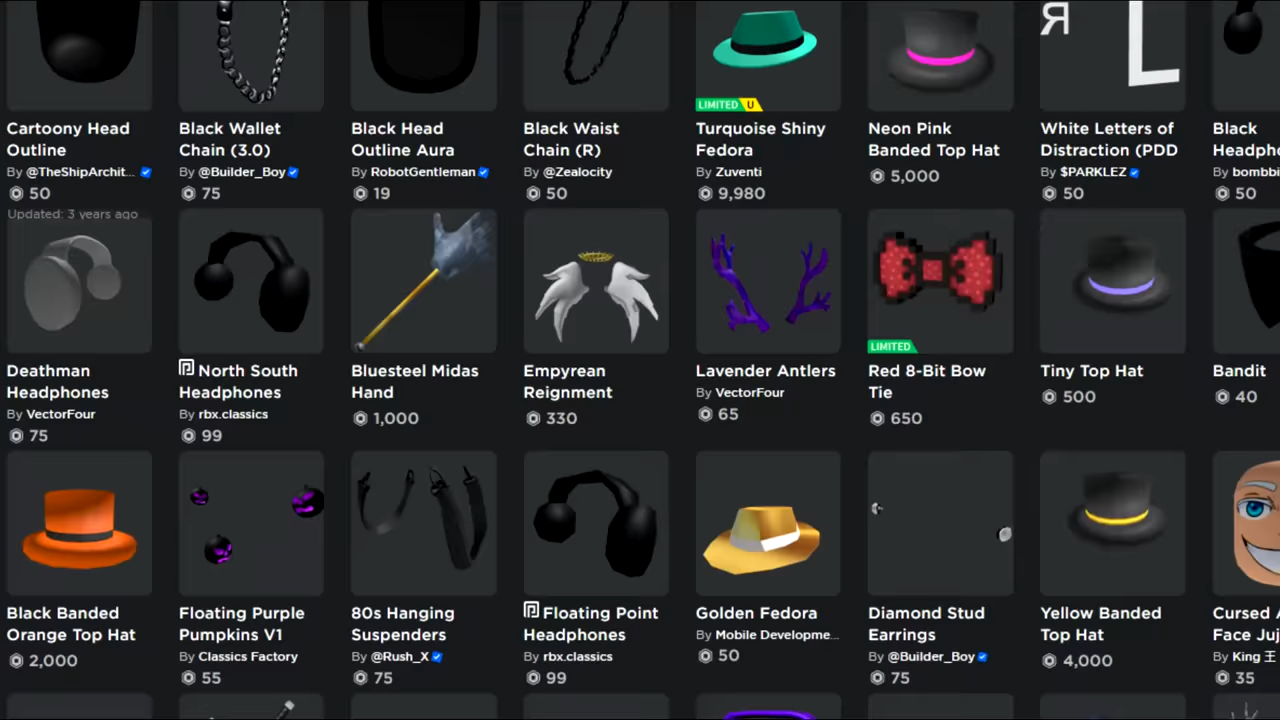 R
L
LIMITED U
Cartoony Head
Outline
By @TheShipArchit...
50
Updated: 3 years ago
Black Wallet
Chain (3.0)
By @Builder_Boy
75
Black Head
Outline Aura
By RobotGentleman
19
Black Waist
Chain (R)
By @Zealocity
50
Turquoise Shiny
Fedora
By Zuventi
9,980
Neon Pink
Banded Top Hat
5,000
White Letters of
Distraction (PDD
By $PARKLEZ
50
Black
Headpho
By bombbi
50
LIMITED
Deathman
Headphones
By VectorFour
75
North South
Headphones
By rbx.classics
99
Bluesteel Midas
Hand
1,000
Empyrean
Reignment
330
Lavender Antlers
By VectorFour
65
Red 8-Bit Bow
Tie
650
Tiny Top Hat
500
Bandit
40
Black Banded
Orange Top Hat
2,000
Floating Purple
Pumpkins V1
By Classics Factory
55
80s Hanging
Suspenders
By @Rush_X
75
Floating Point
Headphones
By rbx.classics
99
Golden Fedora
By Mobile Developme...
50
Diamond Stud
Earrings
By @Builder_Boy
75
Yellow Banded
Top Hat
4,000
Cursed A
Face Juj
By King 王
35